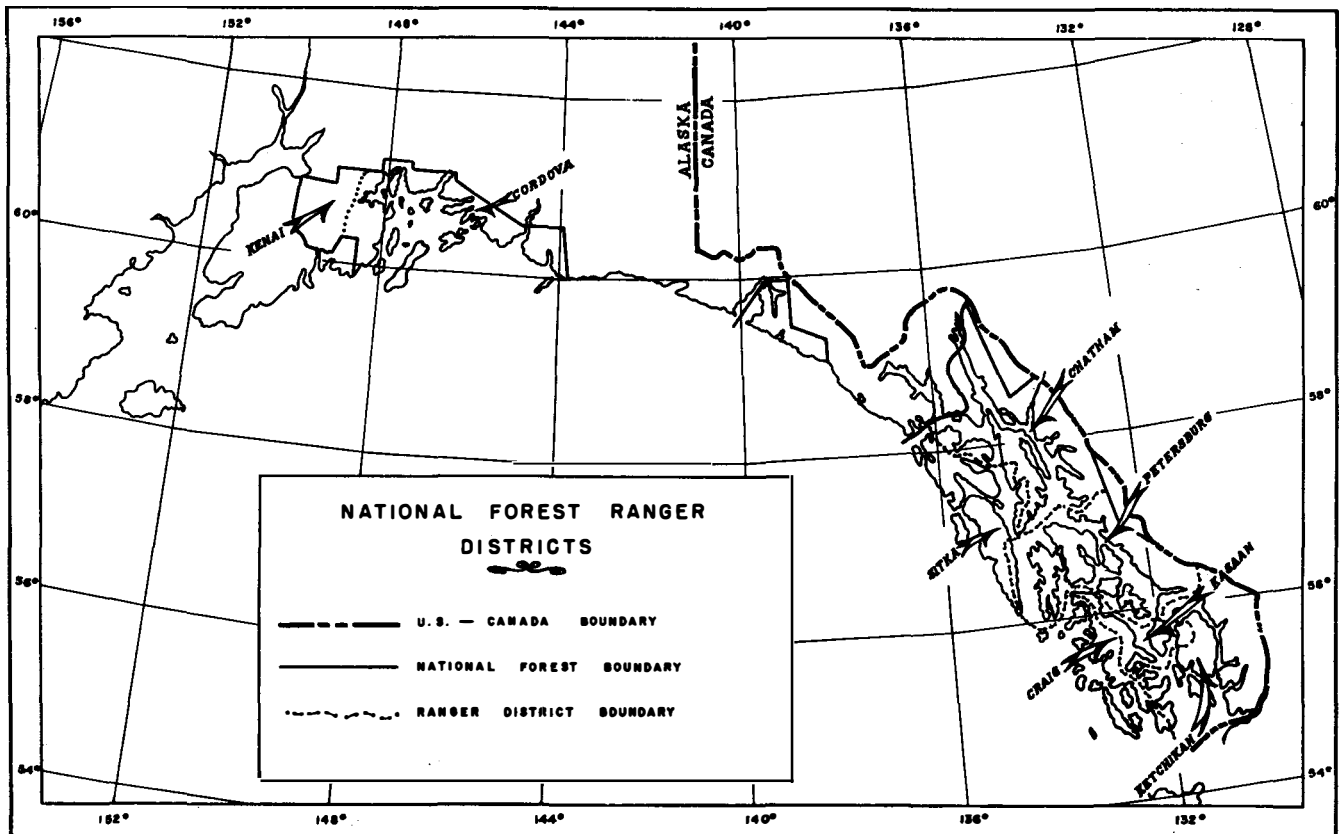 156° 152° 148° 144° 140° 136° 132° 128°
ALASKA
CANADA
CORDOVA
KENAI
60° 60°
CHATHAM
58° 58°
PETERSBURG
SITKA
KASAAN
CRAIG
KETCHIKAN
56° 56°
54° 54°
NATIONAL FOREST RANGER
DISTRICTS
U.S. — CANADA BOUNDARY
NATIONAL FOREST BOUNDARY
RANGER DISTRICT BOUNDARY
152° 148° 144° 140° 136° 132°